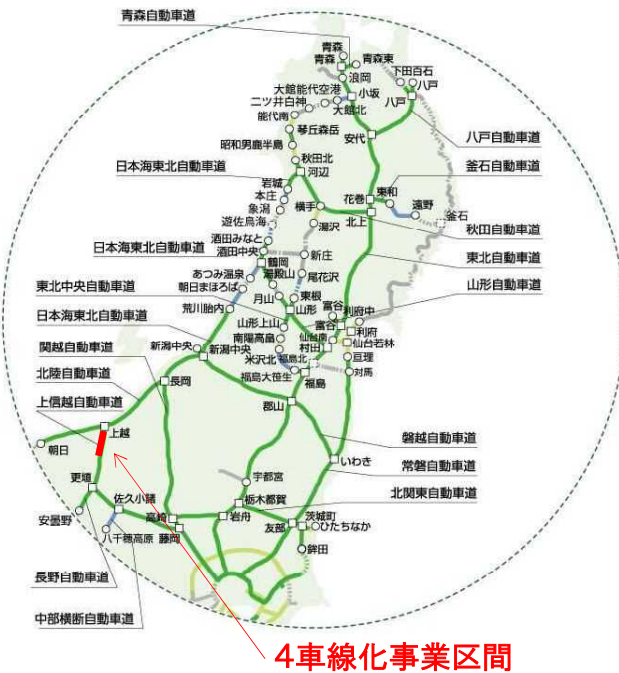 青森自動車道
青森
青森東
青森
浪岡
下田百石
八戸
大館能代空港
小坂
二ツ井白神
大館北
八戸
能代南
八戸自動車道
琴丘森岳
安代
昭和男鹿半島
釜石自動車道
秋田北
日本海東北自動車道
河辺
岩城
花巻
東和
本庄
横手
遠野
釜石
象潟
北上
秋田自動車道
遊佐鳥海
湯沢
酒田みなと
東北自動車道
日本海東北自動車道
酒田中央
鶴岡
新庄
湯殿山
あつみ温泉
尾花沢
山形自動車道
東北中央自動車道
朝日まほろば
月山
東根
富谷
利府中
荒川胎内
山形
日本海東北自動車道
山形上山
富谷
利府
仙台南
仙台若林
南陽高畠
村田
関越自動車道
新潟中央
新潟中央
米沢北
福島北
亘理
北陸自動車道
福島大笹生
福島
対馬
長岡
上信越自動車道
郡山
上越
磐越自動車道
朝日
いわき
常磐自動車道
更埴
宇都宮
佐久小諸
栃木都賀
北関東自動車道
安曇野
高崎
岩舟
茨城町
八千穂高原
藤岡
友部
ひたちなか
鉾田
長野自動車道
中部横断自動車道
4車線化事業区間